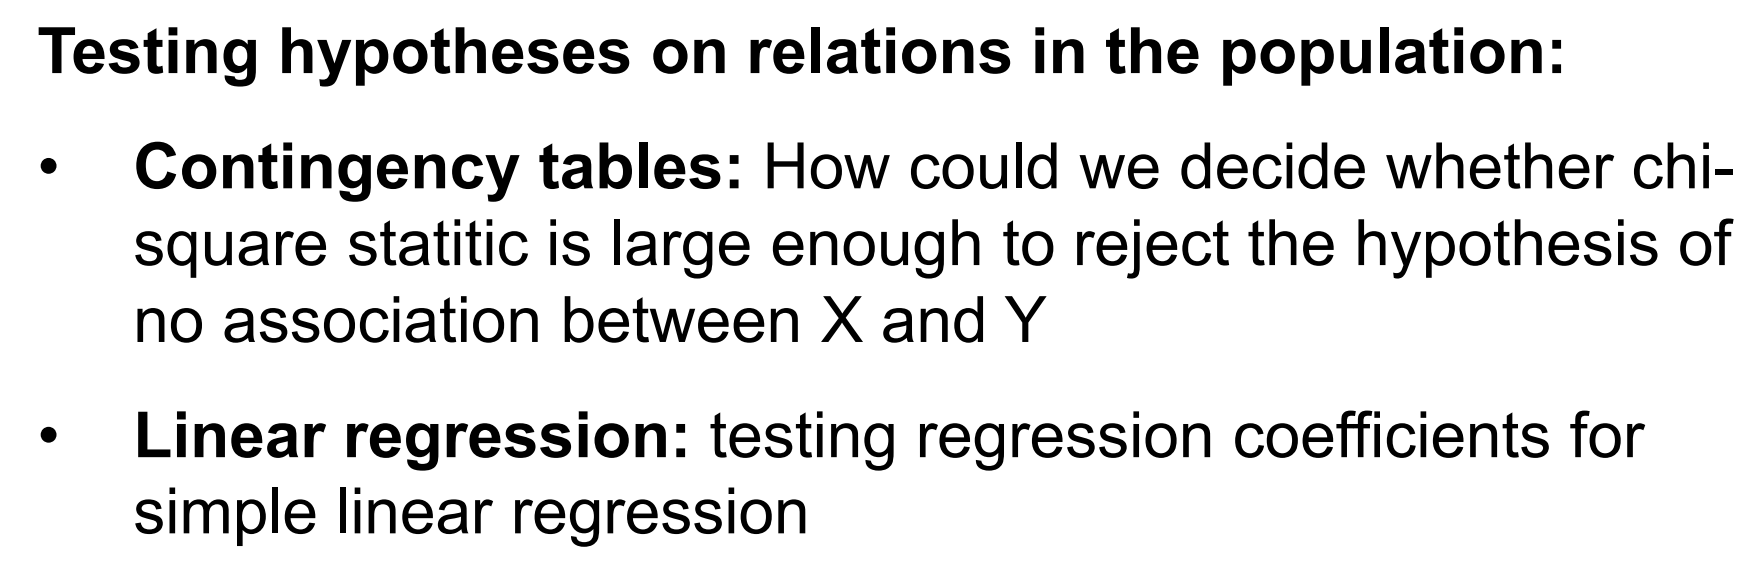 Testing hypotheses on relations in the population:
• Contingency tables: How could we decide whether chi-
square statitic is large enough to reject the hypothesis of
no association between X and Y
• Linear regression: testing regression coefficients for
simple linear regression